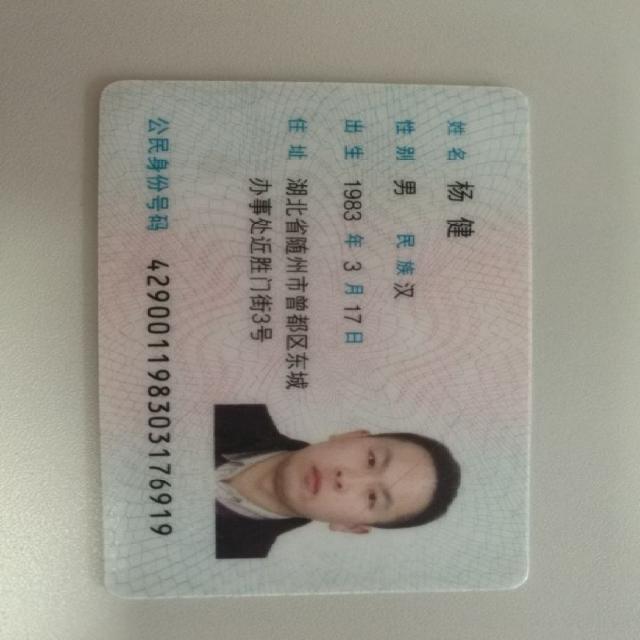 姓名 杨健
性别 男 民族 汉
出生 1983 年 3 月 17 日
住址 湖北省随州市曾都区东城
办事处近胜门街3号
公民身份号码 429001198303176919